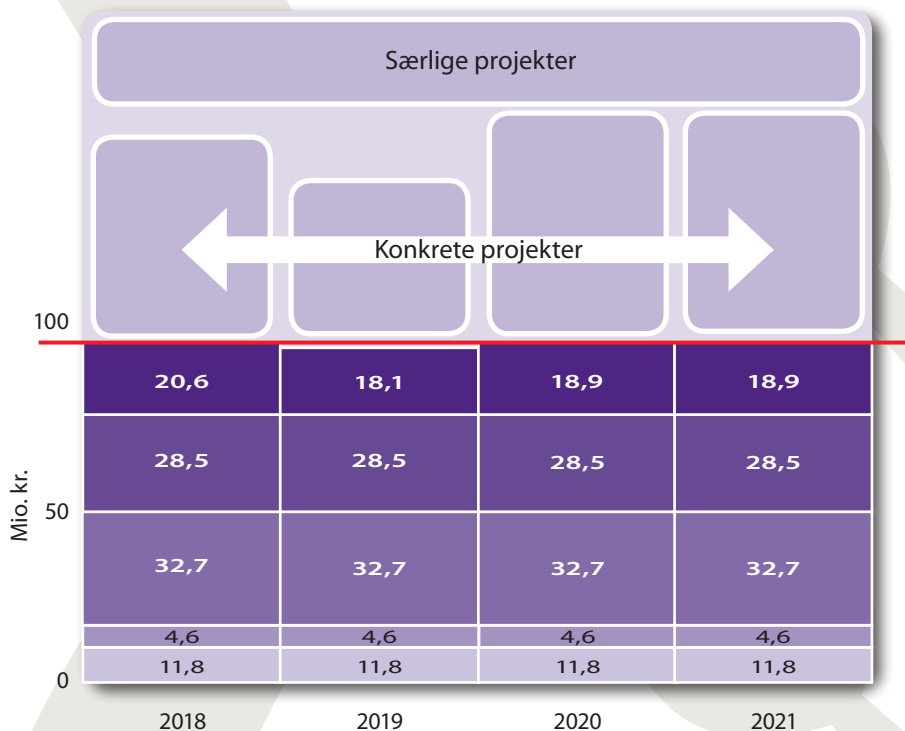 Særlige projekter
Konkrete projekter
100
20,6 18,1 18,9 18,9
28,5 28,5 28,5 28,5
Mio. kr.
50
32,7 32,7 32,7 32,7
4,6 4,6 4,6 4,6
11,8 11,8 11,8 11,8
0
2018 2019 2020 2021